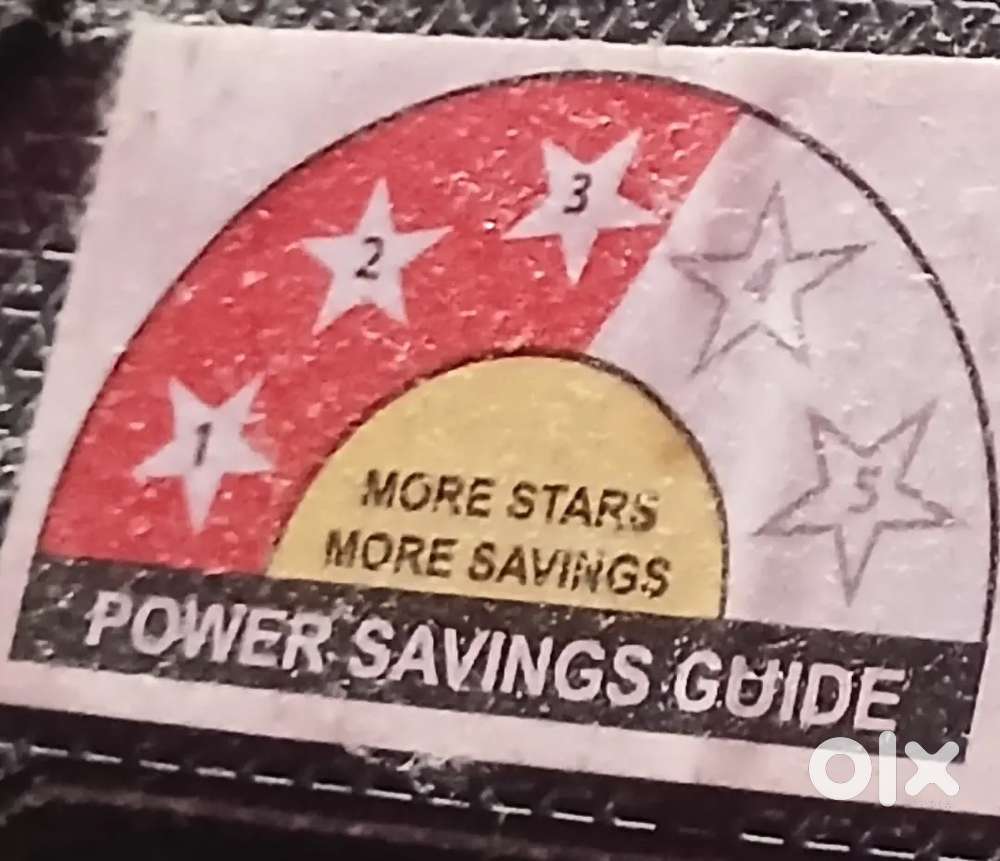 1 2 3 4 5
MORE STARS
MORE SAVINGS
POWER SAVINGS GUIDE
olx